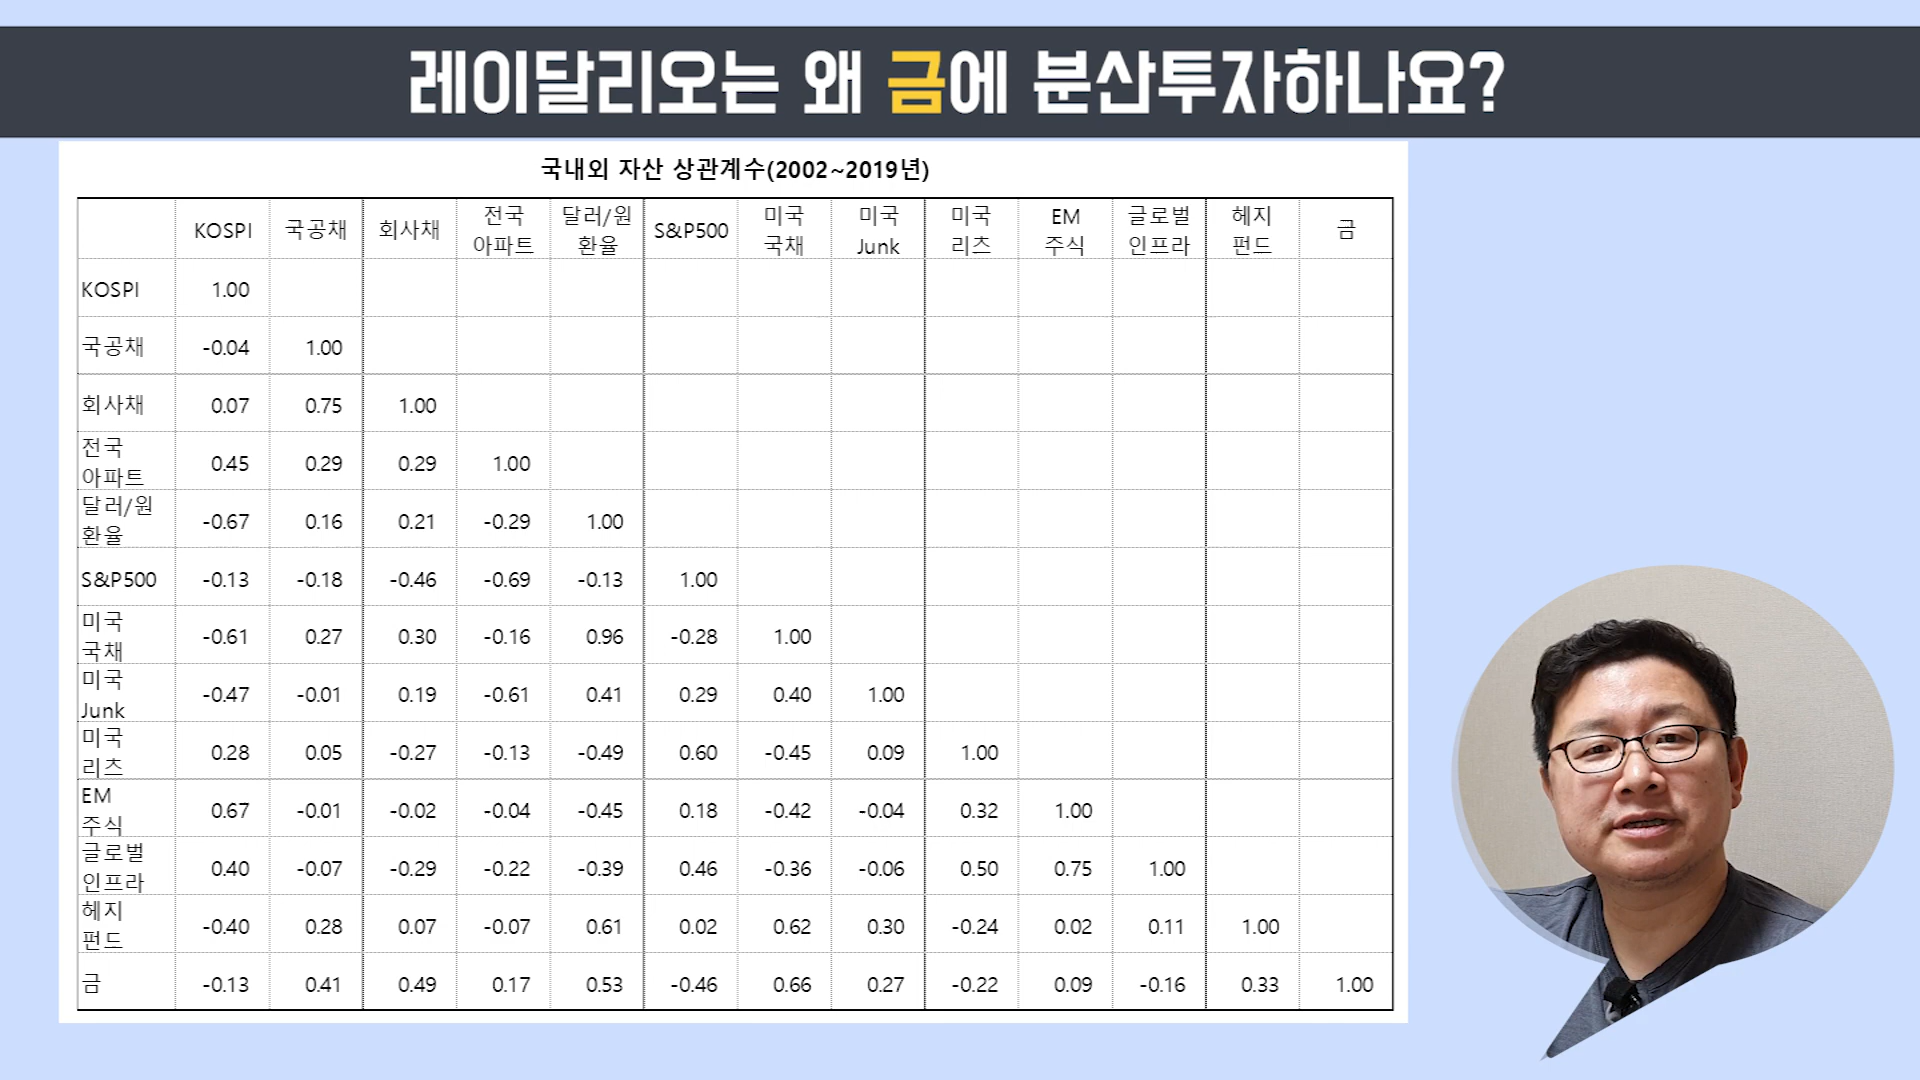 레이달리오는 왜 금에 분산투자하나요?
국내외 자산 상관계수(2002~2019년)
KOSPI 국공채 회사채 전국 아파트 달러/원 환율 S&P500 미국 국채 미국 Junk 미국 리츠 EM 주식 글로벌 인프라 헤지 펀드 금
KOSPI 1.00
국공채 -0.04 1.00
회사채 0.07 0.75 1.00
전국 아파트 0.45 0.29 0.29 1.00
달러/원 환율 -0.67 0.16 0.21 -0.29 1.00
S&P500 -0.13 -0.18 -0.46 -0.69 -0.13 1.00
미국 국채 -0.61 0.27 0.30 -0.16 0.96 -0.28 1.00
미국 Junk -0.47 -0.01 0.19 -0.61 0.41 0.29 0.40 1.00
미국 리츠 0.28 0.05 -0.27 -0.13 -0.49 0.60 -0.45 0.09 1.00
EM 주식 0.67 -0.01 -0.02 -0.04 -0.45 0.18 -0.42 -0.04 0.32 1.00
글로벌 인프라 0.40 -0.07 -0.29 -0.22 -0.39 0.46 -0.36 -0.06 0.50 0.75 1.00
헤지 펀드 -0.40 0.28 0.07 -0.07 0.61 0.02 0.62 0.30 -0.24 0.02 0.11 1.00
금 -0.13 0.41 0.49 0.17 0.53 -0.46 0.66 0.27 -0.22 0.09 -0.16 0.33 1.00